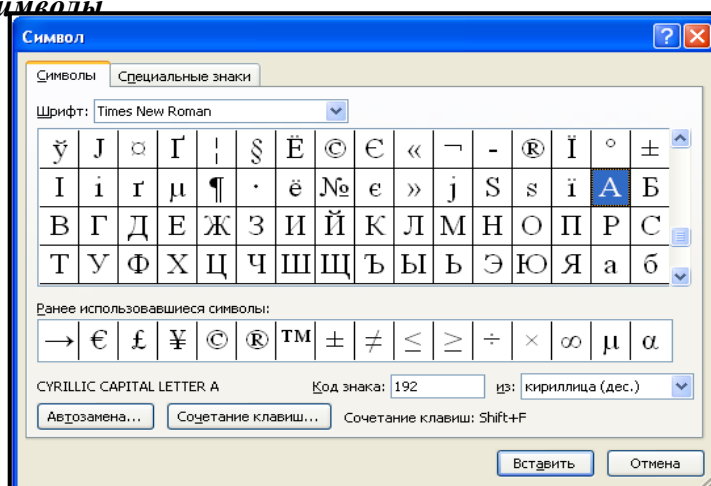 символы
Символ
Символы Специальные знаки
Шрифт: Times New Roman
ў Ј ¤ Ґ ¦ § Ё © Є « ¬ - ® Ї ° ±
І і ґ µ ¶ · ё № є » ј Ѕ ѕ ї А Б
В Г Д Е Ж З И Й К Л М Н О П Р С
Т У Ф Х Ц Ч Ш Щ Ъ Ы Ь Э Ю Я а б
Ранее использовавшиеся символы:
→ € £ ¥ © ® ™ ± ≠ ≤ ≥ ÷ × ∞ µ α
CYRILLIC CAPITAL LETTER A Код знака: 192 из: кириллица (дес.)
Автозамена... Сочетание клавиш... Сочетание клавиш: Shift+F
Вставить Отмена